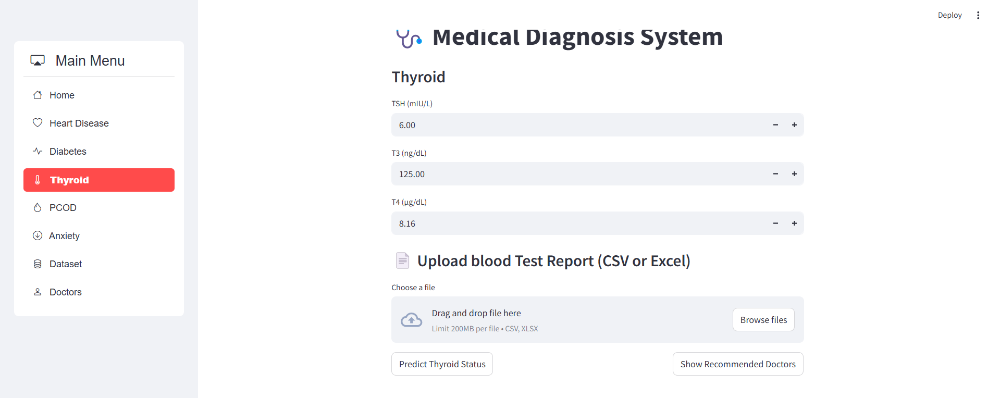 Deploy
Main Menu
Home
Heart Disease
Diabetes
Thyroid
PCOD
Anxiety
Dataset
Doctors
Medical Diagnosis System
Thyroid
TSH (mIU/L)
6.00
T3 (ng/dL)
125.00
T4 (µg/dL)
8.16
Upload blood Test Report (CSV or Excel)
Choose a file
Drag and drop file here
Limit 200MB per file • CSV, XLSX
Browse files
Predict Thyroid Status
Show Recommended Doctors